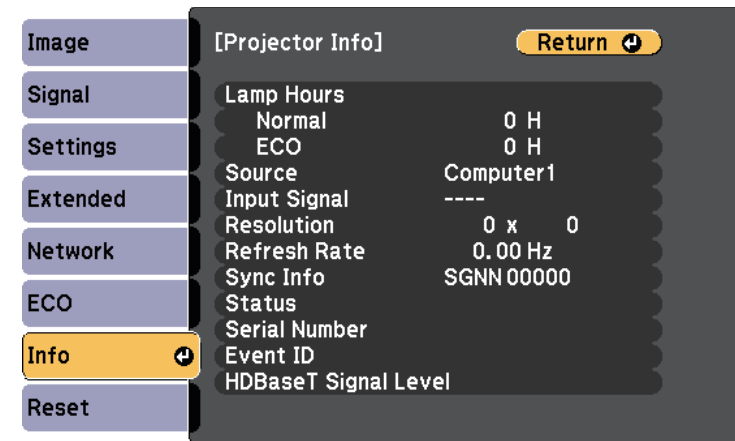 Image
Signal
Settings
Extended
Network
ECO
Info
Reset
[Projector Info]
Return
Lamp Hours
Normal 0 H
ECO 0 H
Source Computer1
Input Signal ----
Resolution 0 x 0
Refresh Rate 0.00 Hz
Sync Info SGNN 00000
Status
Serial Number
Event ID
HDBaseT Signal Level